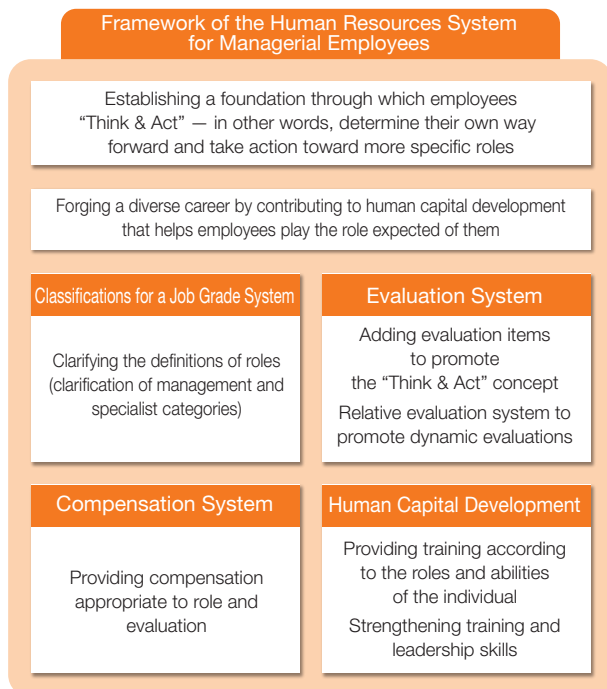 Framework of the Human Resources System
for Managerial Employees
Establishing a foundation through which employees
“Think & Act” — in other words, determine their own way
forward and take action toward more specific roles
Forging a diverse career by contributing to human capital development
that helps employees play the role expected of them
Classifications for a Job Grade System
Clarifying the definitions of roles
(clarification of management and
specialist categories)
Evaluation System
Adding evaluation items
to promote
the “Think & Act” concept
Relative evaluation system to
promote dynamic evaluations
Compensation System
Providing compensation
appropriate to role and
evaluation
Human Capital Development
Providing training according
to the roles and abilities
of the individual
Strengthening training and
leadership skills